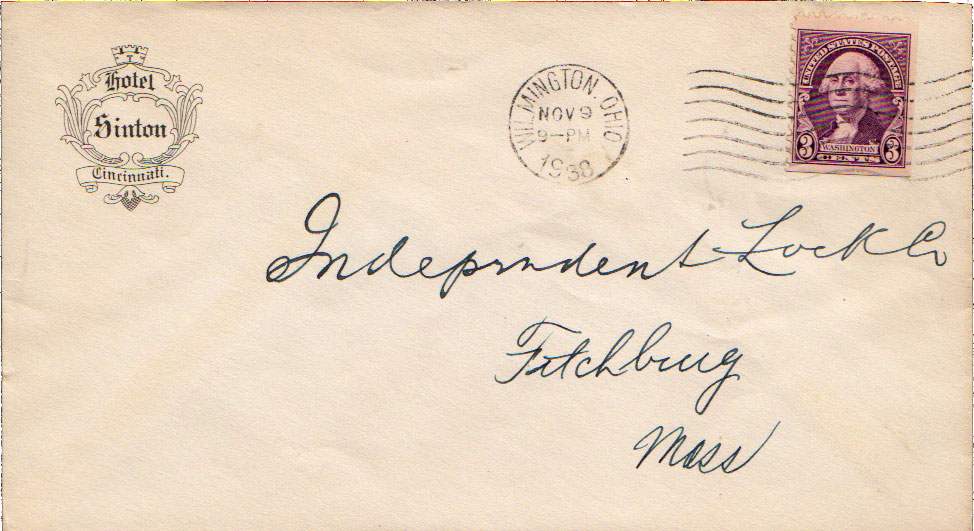 Hotel
Sinton
Cincinnati.
WILMINGTON. OHIO
NOV 9
9-PM
1938
UNITED STATES POSTAGE
3 WASHINGTON 3
CENTS
Independent Lock Co
Fitchburg
Mass